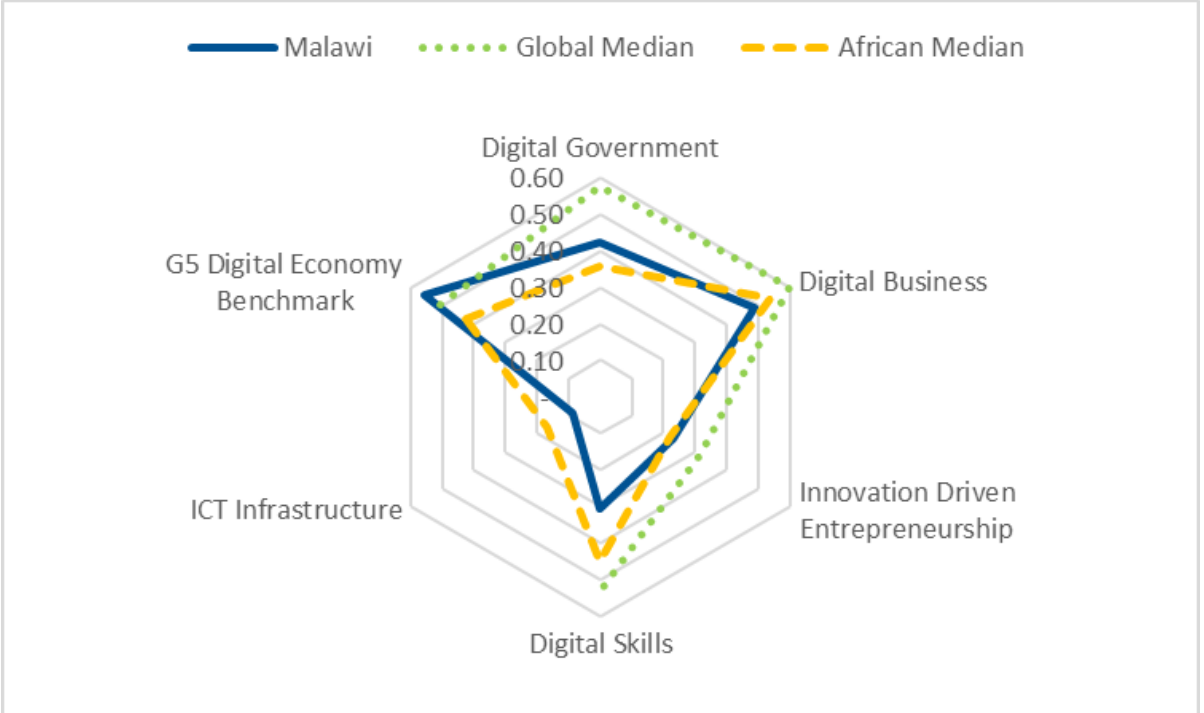 Malawi Global Median African Median
Digital Government
0.60
0.50
0.40
0.30
0.20
0.10
-
G5 Digital Economy
Benchmark
Digital Business
ICT Infrastructure
Innovation Driven
Entrepreneurship
Digital Skills